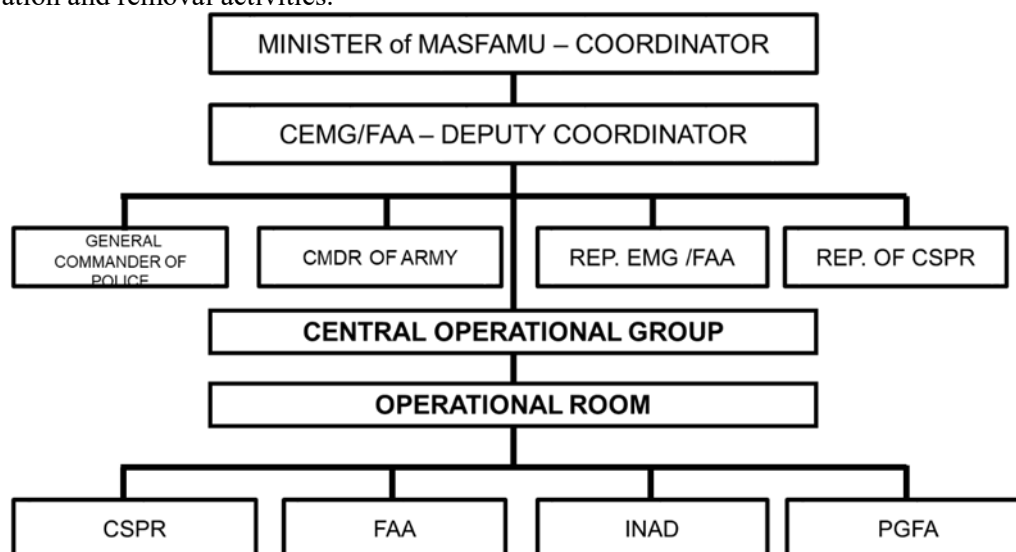 ation and removal activities.
MINISTER of MASFAMU – COORDINATOR
CEMG/FAA – DEPUTY COORDINATOR
GENERAL
COMMANDER OF
POLICE
CMDR OF ARMY
REP. EMG /FAA
REP. OF CSPR
CENTRAL OPERATIONAL GROUP
OPERATIONAL ROOM
CSPR
FAA
INAD
PGFA